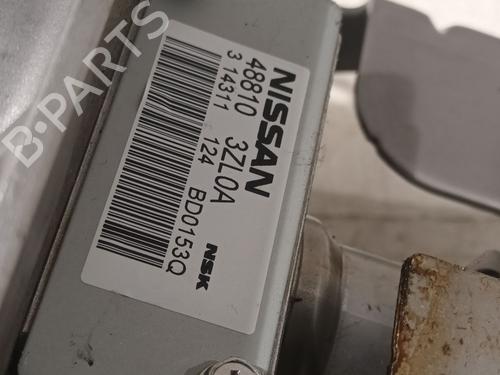 NISSAN
48810 3ZL0A
3 14311 124 BD0153Q
NSK
B-PARTS